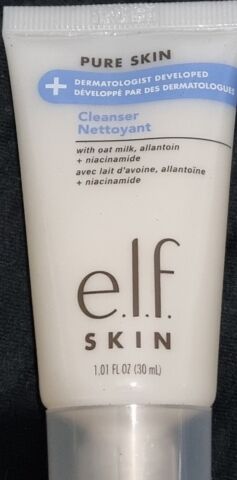 PURE SKIN
+ DERMATOLOGIST DEVELOPED
DÉVELOPPÉ PAR DES DERMATOLOGUES
Cleanser
Nettoyant
with oat milk, allantoin
+ niacinamide
avec lait d'avoine, allantoïne
+ niacinamide
e.l.f.
SKIN
1.01 FL OZ (30 mL)